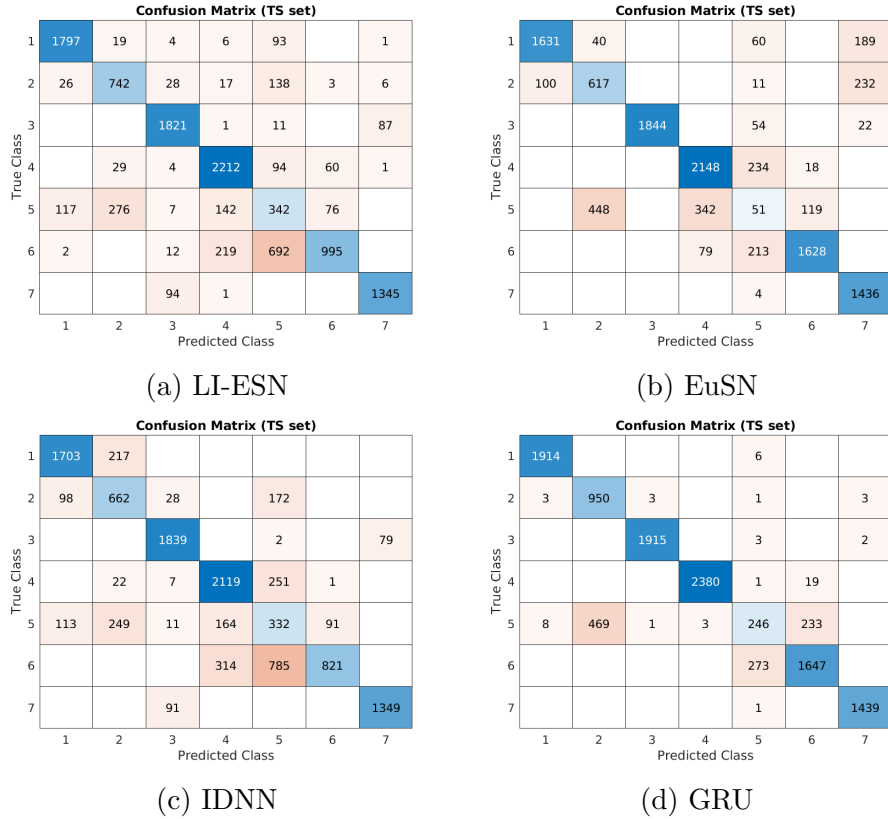 Confusion Matrix (TS set)
1 1797 19 4 6 93 1
2 26 742 28 17 138 3 6
3 1821 1 11 87
4 29 4 2212 94 60 1
5 117 276 7 142 342 76
6 2 12 219 692 995
7 94 1 1345
1 2 3 4 5 6 7
True Class
Predicted Class
(a) LI-ESN
Confusion Matrix (TS set)
1 1631 40 60 189
2 100 617 11 232
3 1844 54 22
4 2148 234 18
5 448 342 51 119
6 79 213 1628
7 4 1436
1 2 3 4 5 6 7
True Class
Predicted Class
(b) EuSN
Confusion Matrix (TS set)
1 1703 217
2 98 662 28 172
3 1839 2 79
4 22 7 2119 251 1
5 113 249 11 164 332 91
6 314 785 821
7 91 1349
1 2 3 4 5 6 7
True Class
Predicted Class
(c) IDNN
Confusion Matrix (TS set)
1 1914 6
2 3 950 3 1 3
3 1915 3 2
4 2380 1 19
5 8 469 1 3 246 233
6 273 1647
7 1 1439
1 2 3 4 5 6 7
True Class
Predicted Class
(d) GRU